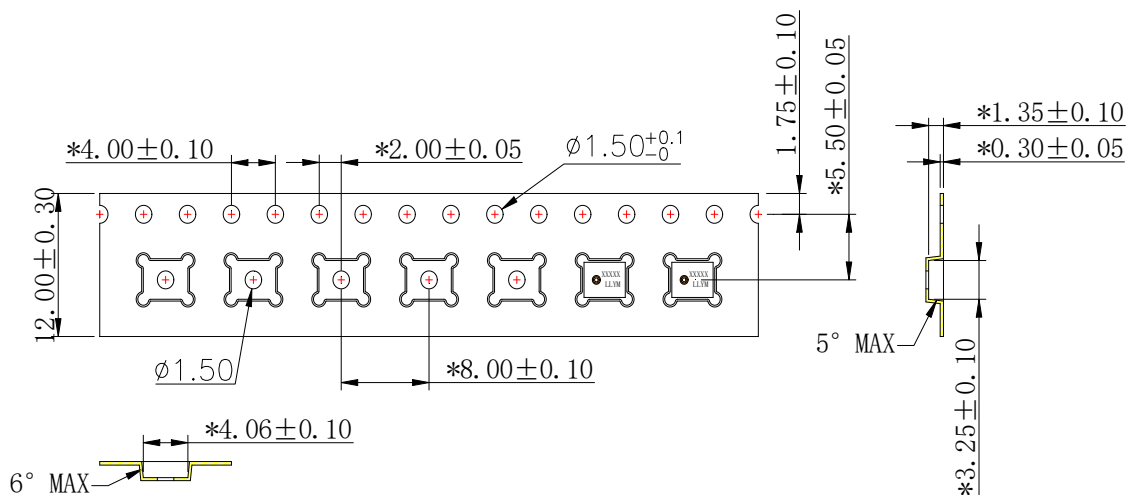 1.75±0.10
*5.50±0.05
*1.35±0.10
*0.30±0.05
*4.00±0.10
*2.00±0.05
⌀1.50+0.1 -0
12.00±0.30
XXXXX
LLYM
XXXXX
LLYM
5° MAX
⌀1.50
*8.00±0.10
*3.25±0.10
*4.06±0.10
6° MAX